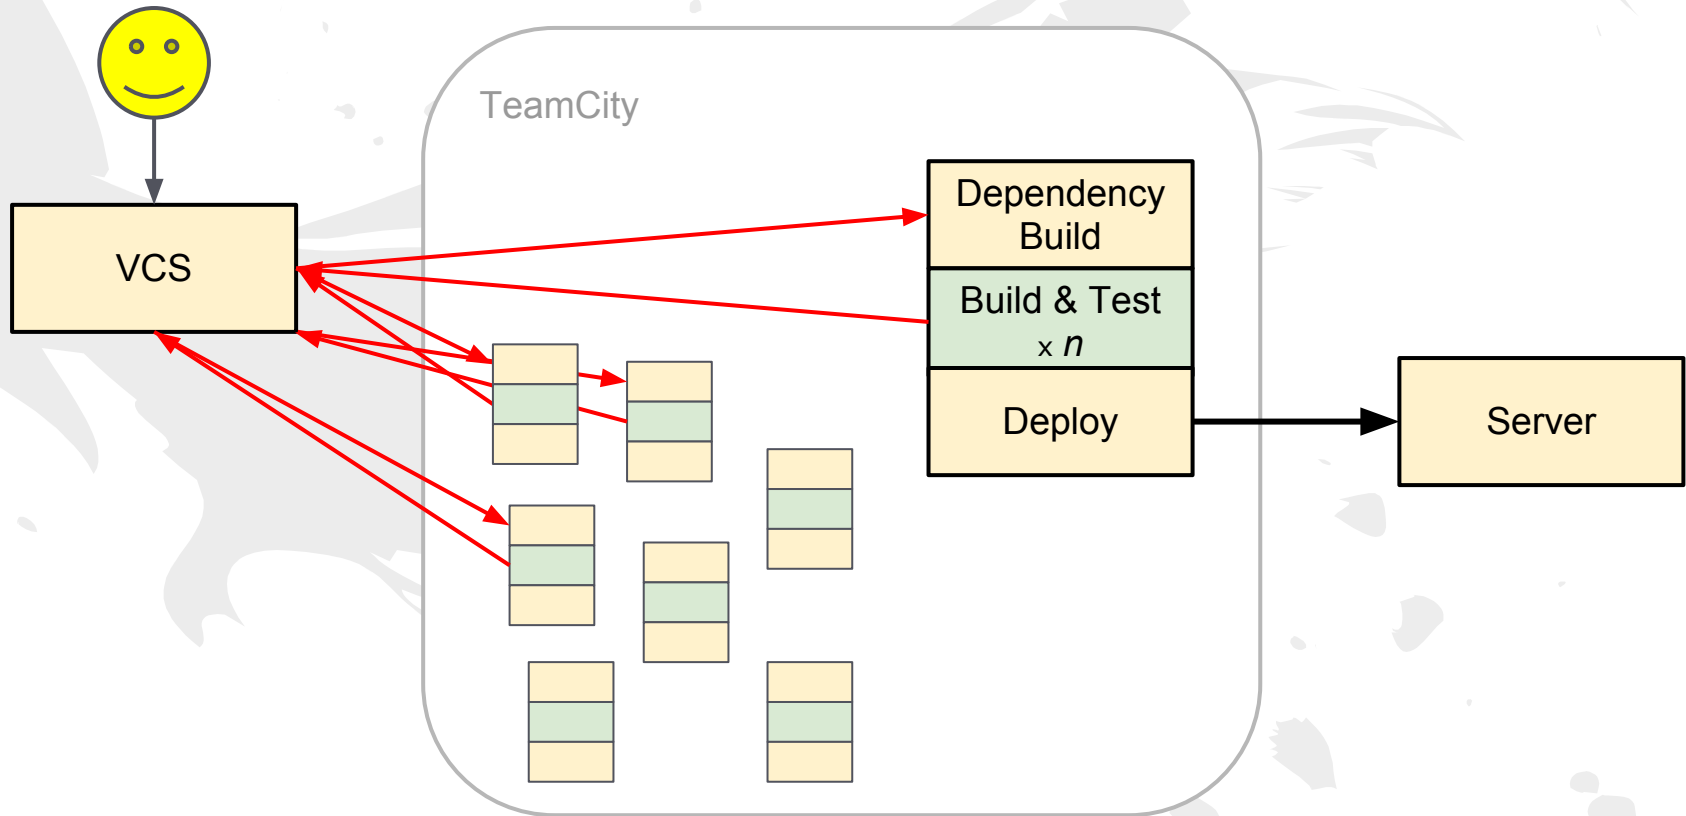 TeamCity
VCS
Dependency
Build
Build & Test
x n
Deploy
Server